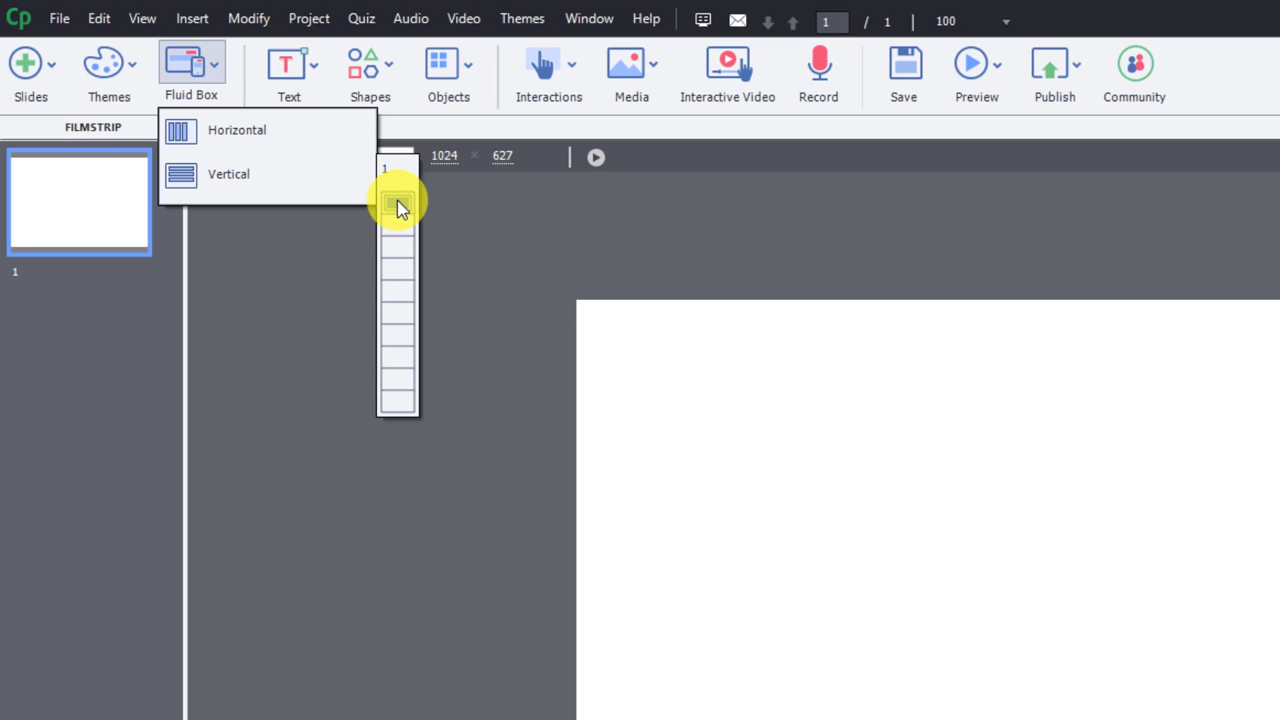 Cp File Edit View Insert Modify Project Quiz Audio Video Themes Window Help 1 / 1 100
Slides Themes Fluid Box Text Shapes Objects Interactions Media Interactive Video Record Save Preview Publish Community
FILMSTRIP
Horizontal
Vertical
1024 × 627
1
1